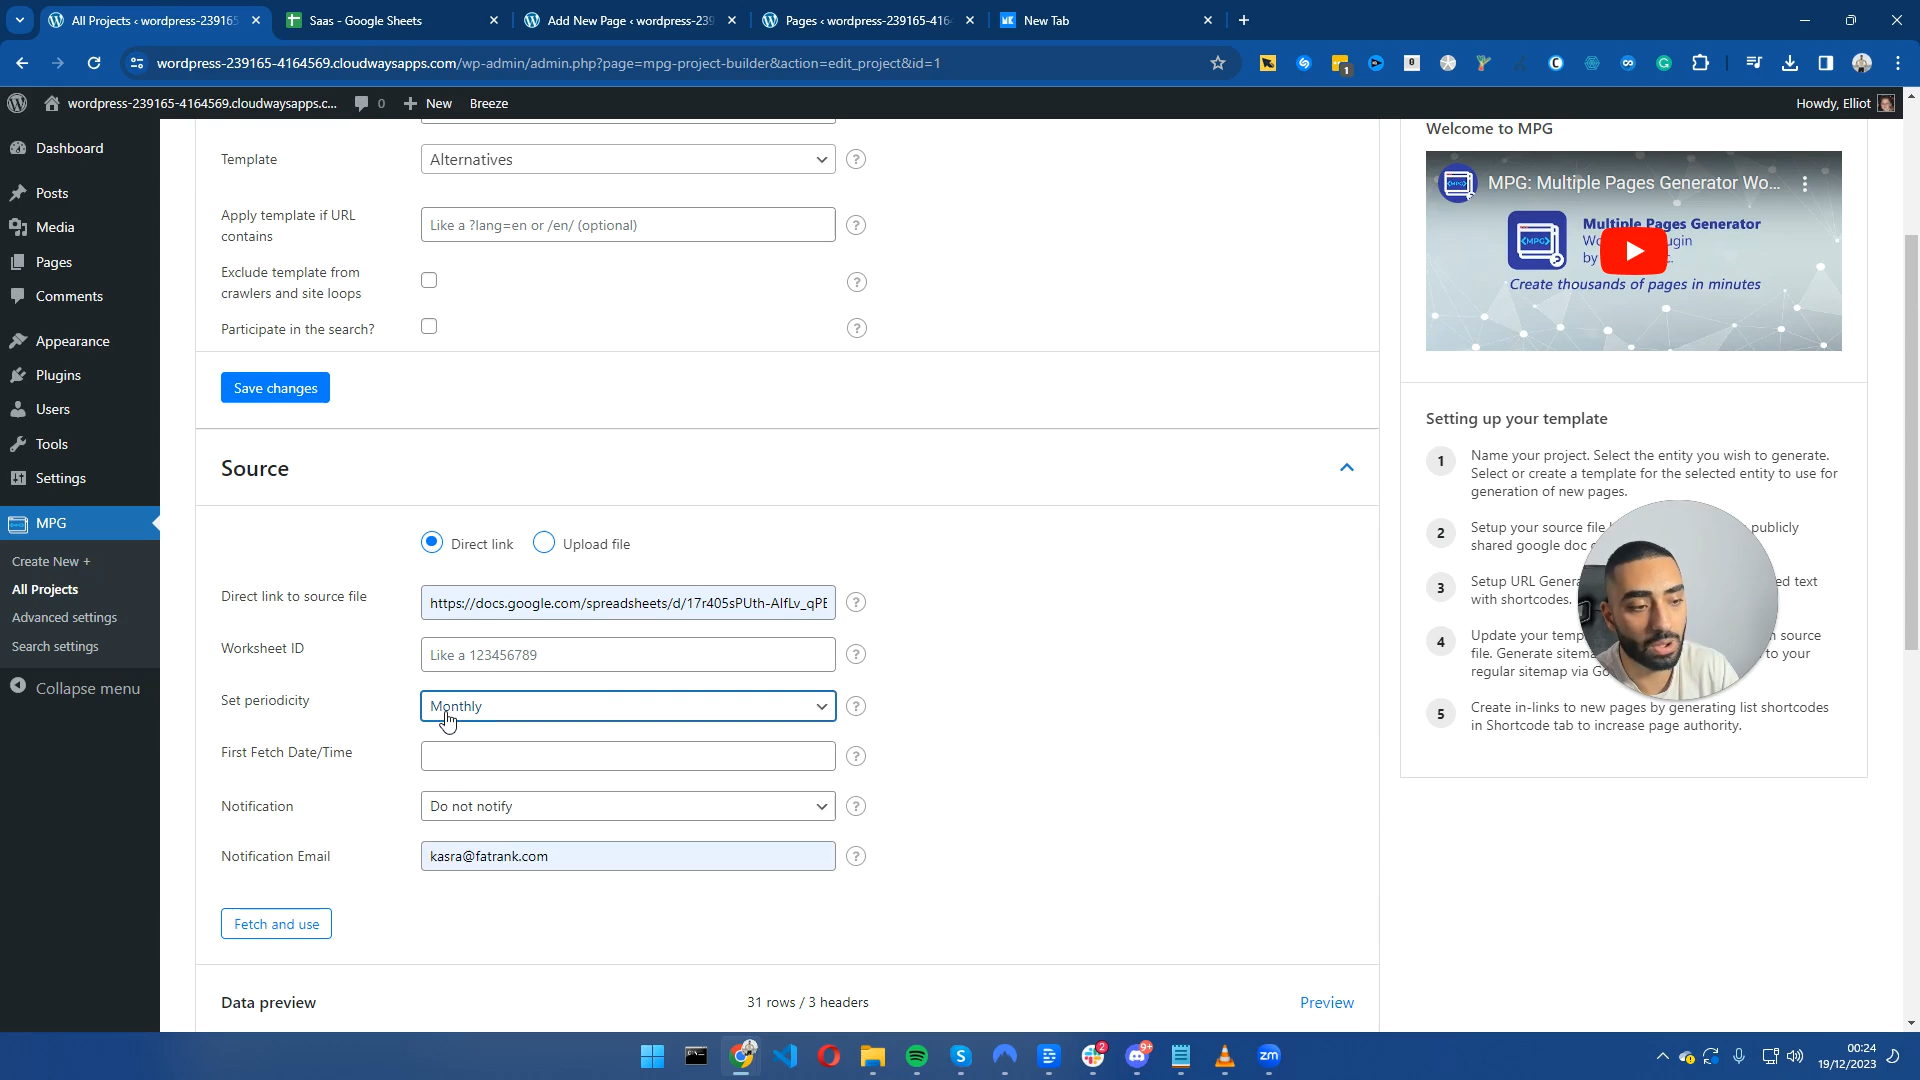 All Projects ‹ wordpress-239165
Saas - Google Sheets
Add New Page ‹ wordpress-239
Pages ‹ wordpress-239165-416
New Tab
wordpress-239165-4164569.cloudwaysapps.com/wp-admin/admin.php?page=mpg-project-builder&action=edit_project&id=1
wordpress-239165-4164569.cloudwaysapps.c...
0
New
Breeze
Howdy, Elliot
Dashboard
Posts
Media
Pages
Comments
Appearance
Plugins
Users
Tools
Settings
MPG
Create New +
All Projects
Advanced settings
Search settings
Collapse menu
Template
Alternatives
Apply template if URL
contains
Like a ?lang=en or /en/ (optional)
Exclude template from
crawlers and site loops
Participate in the search?
Save changes
Source
Direct link
Upload file
Direct link to source file
https://docs.google.com/spreadsheets/d/17r405sPUth-AlfLv_qPE
Worksheet ID
Like a 123456789
Set periodicity
Monthly
First Fetch Date/Time
Notification
Do not notify
Notification Email
kasra@fatrank.com
Fetch and use
Data preview
31 rows / 3 headers
Preview
Welcome to MPG
MPG: Multiple Pages Generator Wo...
Multiple Pages Generator
by
Create thousands of pages in minutes
Setting up your template
1
Name your project. Select the entity you wish to generate.
Select or create a template for the selected entity to use for
generation of new pages.
2
Setup your source file
publicly
shared google doc
3
Setup URL
with shortcodes.
text
4
Update your
source
file. Generate
to your
regular sitemap via
5
Create in-links to new pages by generating list shortcodes
in Shortcode tab to increase page authority.
00:24
19/12/2023